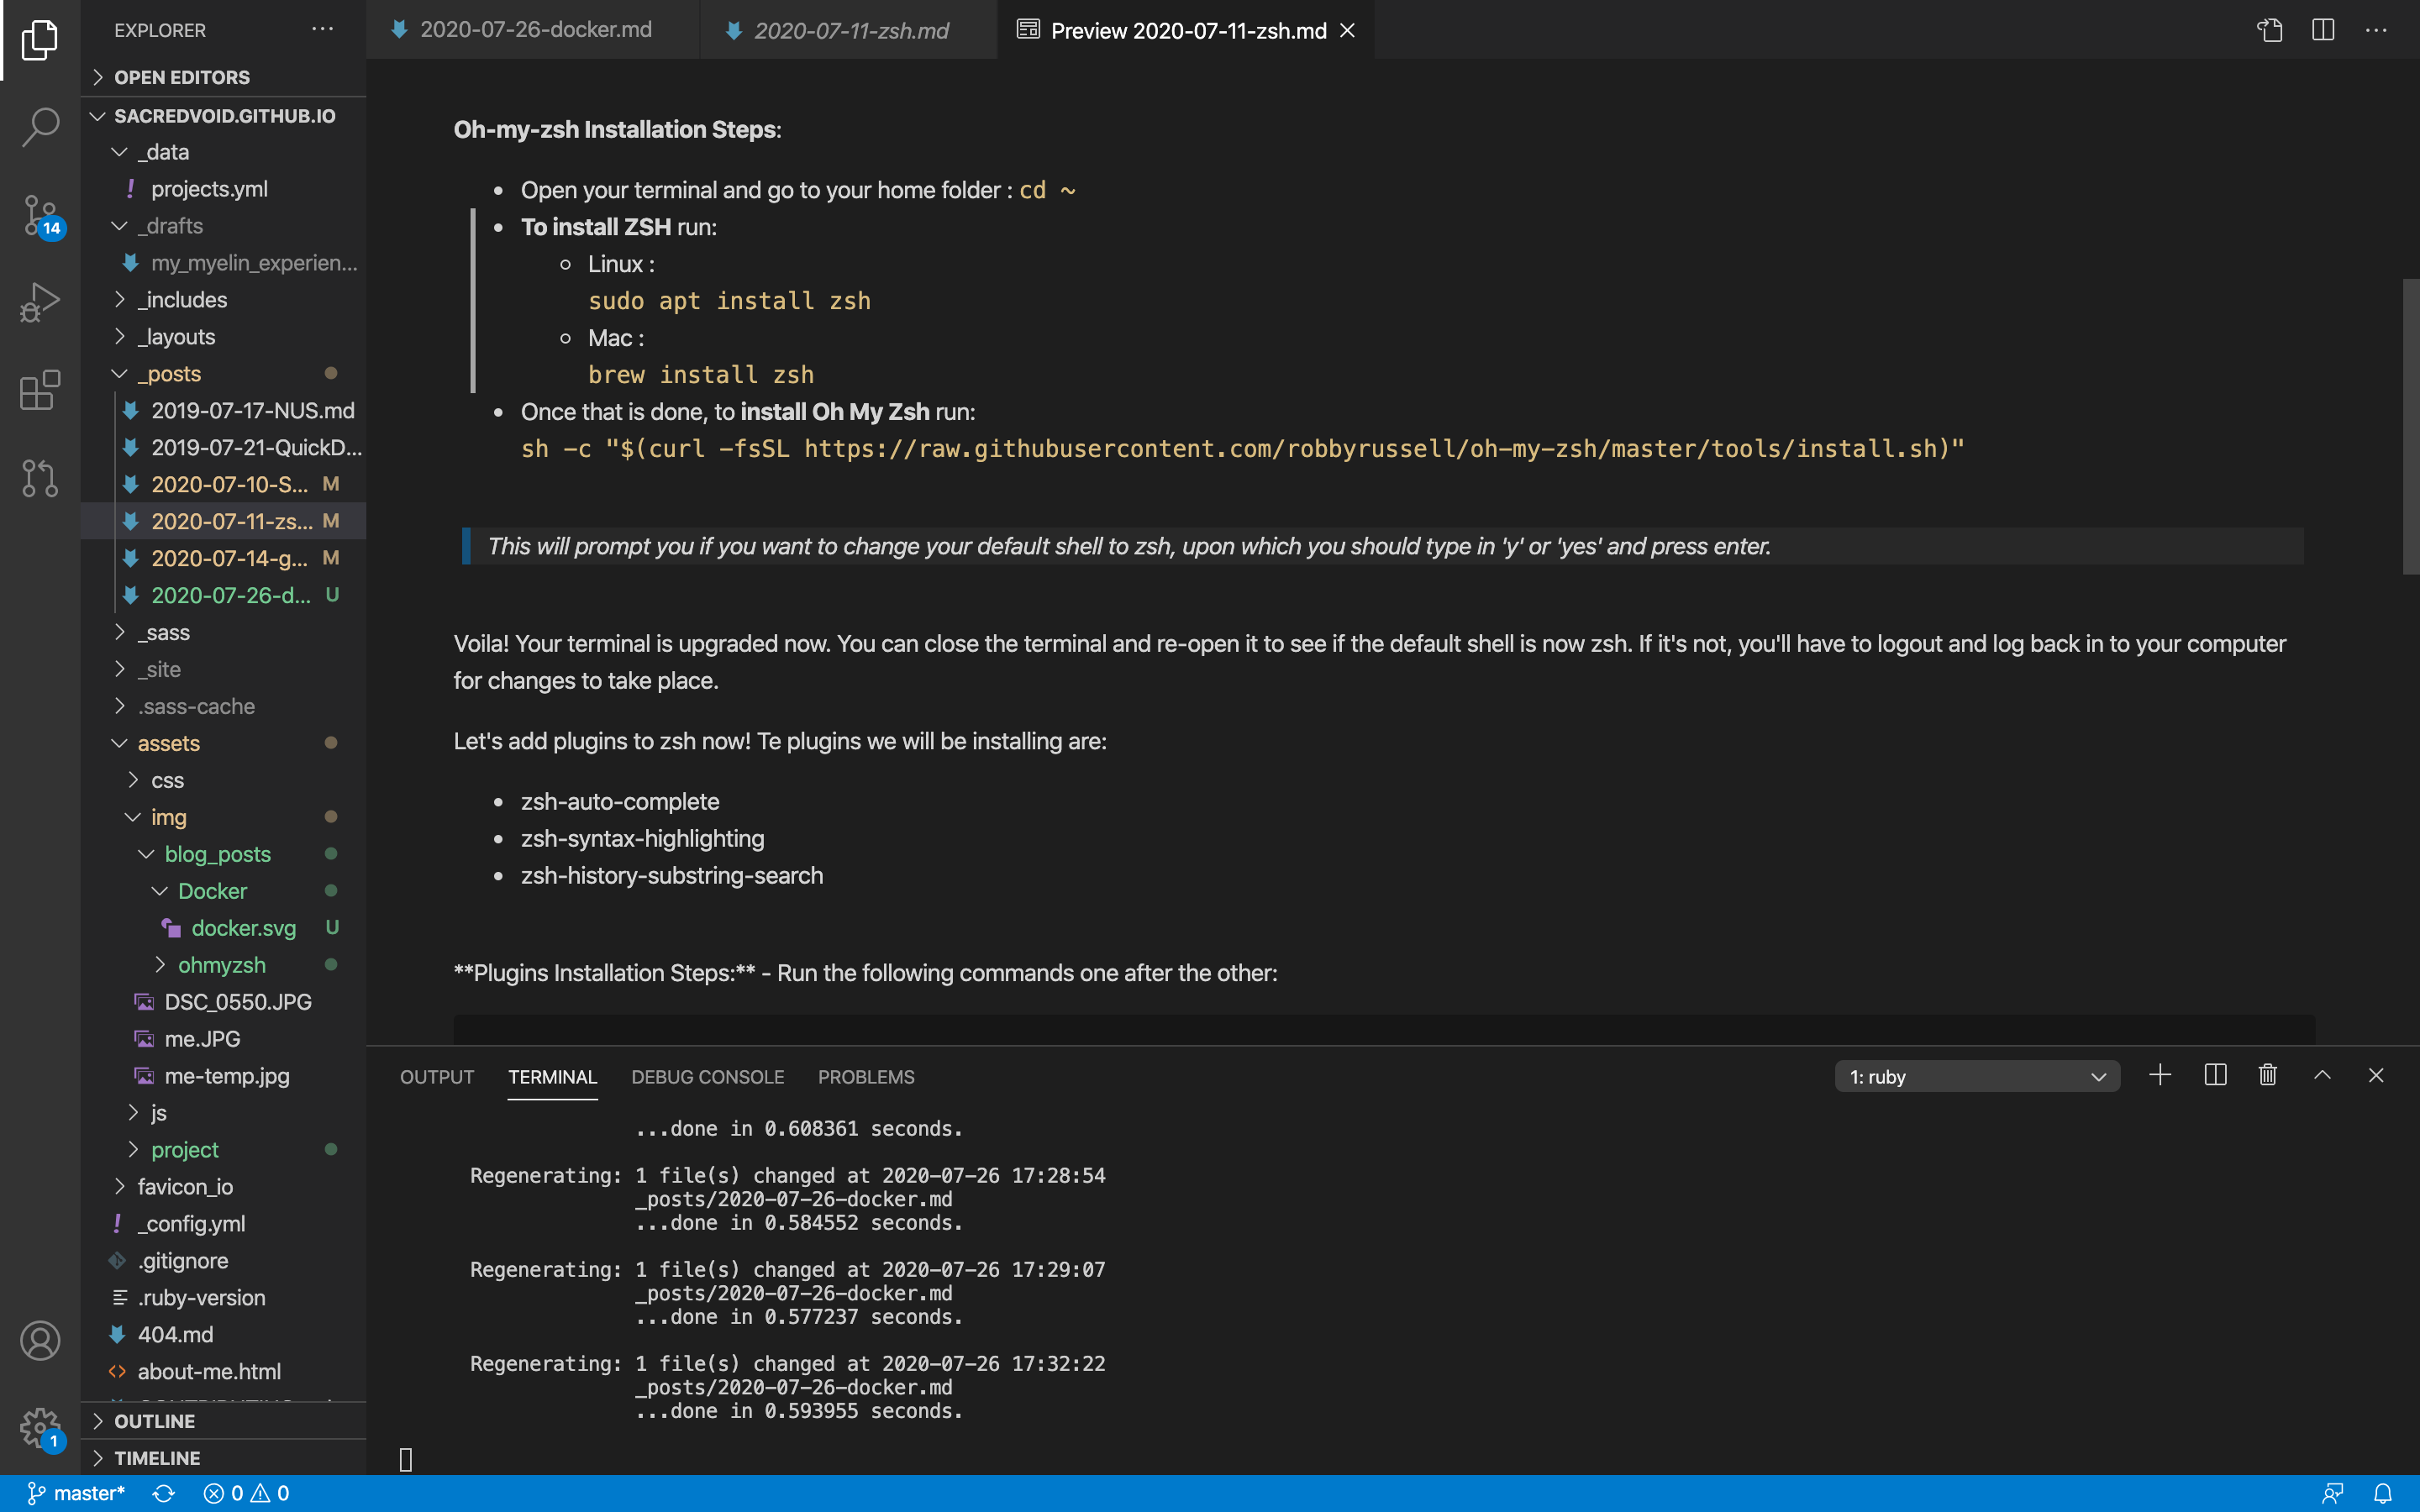 EXPLORER
OPEN EDITORS
SACREDVOID.GITHUB.IO
_data
projects.yml
_drafts
my_myelin_experien...
_includes
_layouts
_posts
2019-07-17-NUS.md
2019-07-21-QuickD...
2020-07-10-S... M
2020-07-11-zs... M
2020-07-14-g... M
2020-07-26-d... U
_sass
_site
.sass-cache
assets
css
img
blog_posts
Docker
docker.svg U
ohmyzsh
DSC_0550.JPG
me.JPG
me-temp.jpg
js
project
favicon_io
_config.yml
.gitignore
.ruby-version
404.md
about-me.html
OUTLINE
TIMELINE
14
1
2020-07-26-docker.md
2020-07-11-zsh.md
Preview 2020-07-11-zsh.md
Oh-my-zsh Installation Steps:
Open your terminal and go to your home folder : cd ~
To install ZSH run:
Linux :
sudo apt install zsh
Mac :
brew install zsh
Once that is done, to install Oh My Zsh run:
sh -c "$(curl -fsSL https://raw.githubusercontent.com/robbyrussell/oh-my-zsh/master/tools/install.sh)"
This will prompt you if you want to change your default shell to zsh, upon which you should type in 'y' or 'yes' and press enter.
Voila! Your terminal is upgraded now. You can close the terminal and re-open it to see if the default shell is now zsh. If it's not, you'll have to logout and log back in to your computer
for changes to take place.
Let's add plugins to zsh now! Te plugins we will be installing are:
zsh-auto-complete
zsh-syntax-highlighting
zsh-history-substring-search
**Plugins Installation Steps:** - Run the following commands one after the other:
OUTPUT TERMINAL DEBUG CONSOLE PROBLEMS
1: ruby
...done in 0.608361 seconds.
Regenerating: 1 file(s) changed at 2020-07-26 17:28:54
_posts/2020-07-26-docker.md
...done in 0.584552 seconds.
Regenerating: 1 file(s) changed at 2020-07-26 17:29:07
_posts/2020-07-26-docker.md
...done in 0.577237 seconds.
Regenerating: 1 file(s) changed at 2020-07-26 17:32:22
_posts/2020-07-26-docker.md
...done in 0.593955 seconds.
master* 0 0